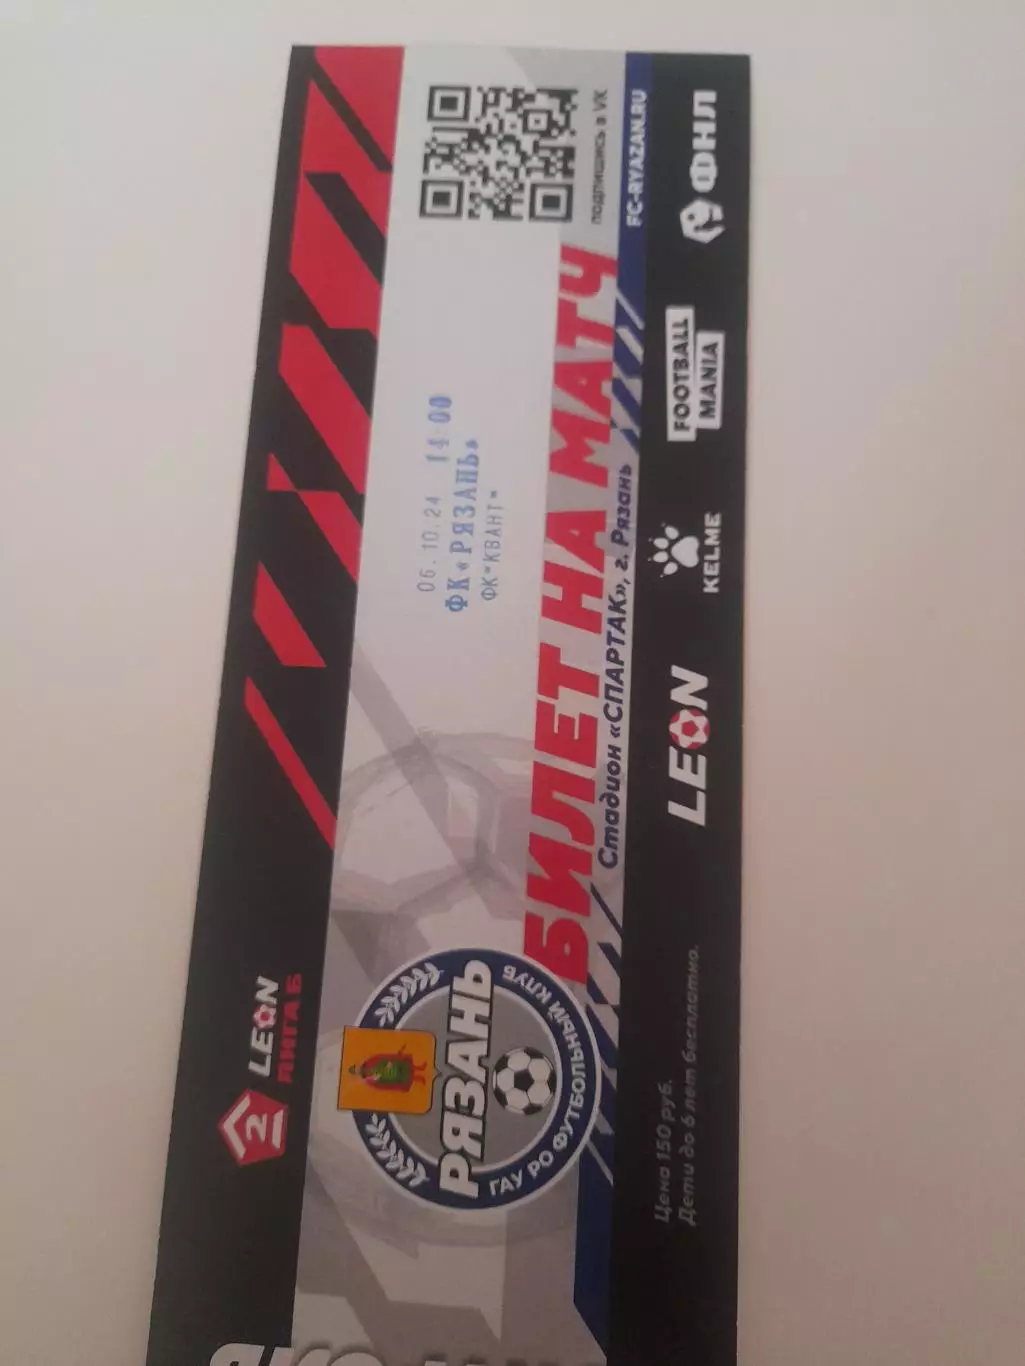 2 LEON
ЛИГА Б
РЯЗАНЬ
ГАУ РО ФУТБОЛЬНЫЙ КЛУБ
06.10.24 14:00
ФК«РЯЗАНЬ»
ФК"КВАНТ"
подпишись в VK
БИЛЕТ НА МАТЧ
Стадион «СПАРТАК», г. Рязань
FC-RYAZAN.RU
Цена 150 руб.
Дети до 6 лет бесплатно.
LEON
KELME
FOOTBALL
MANIA
ФНЛ